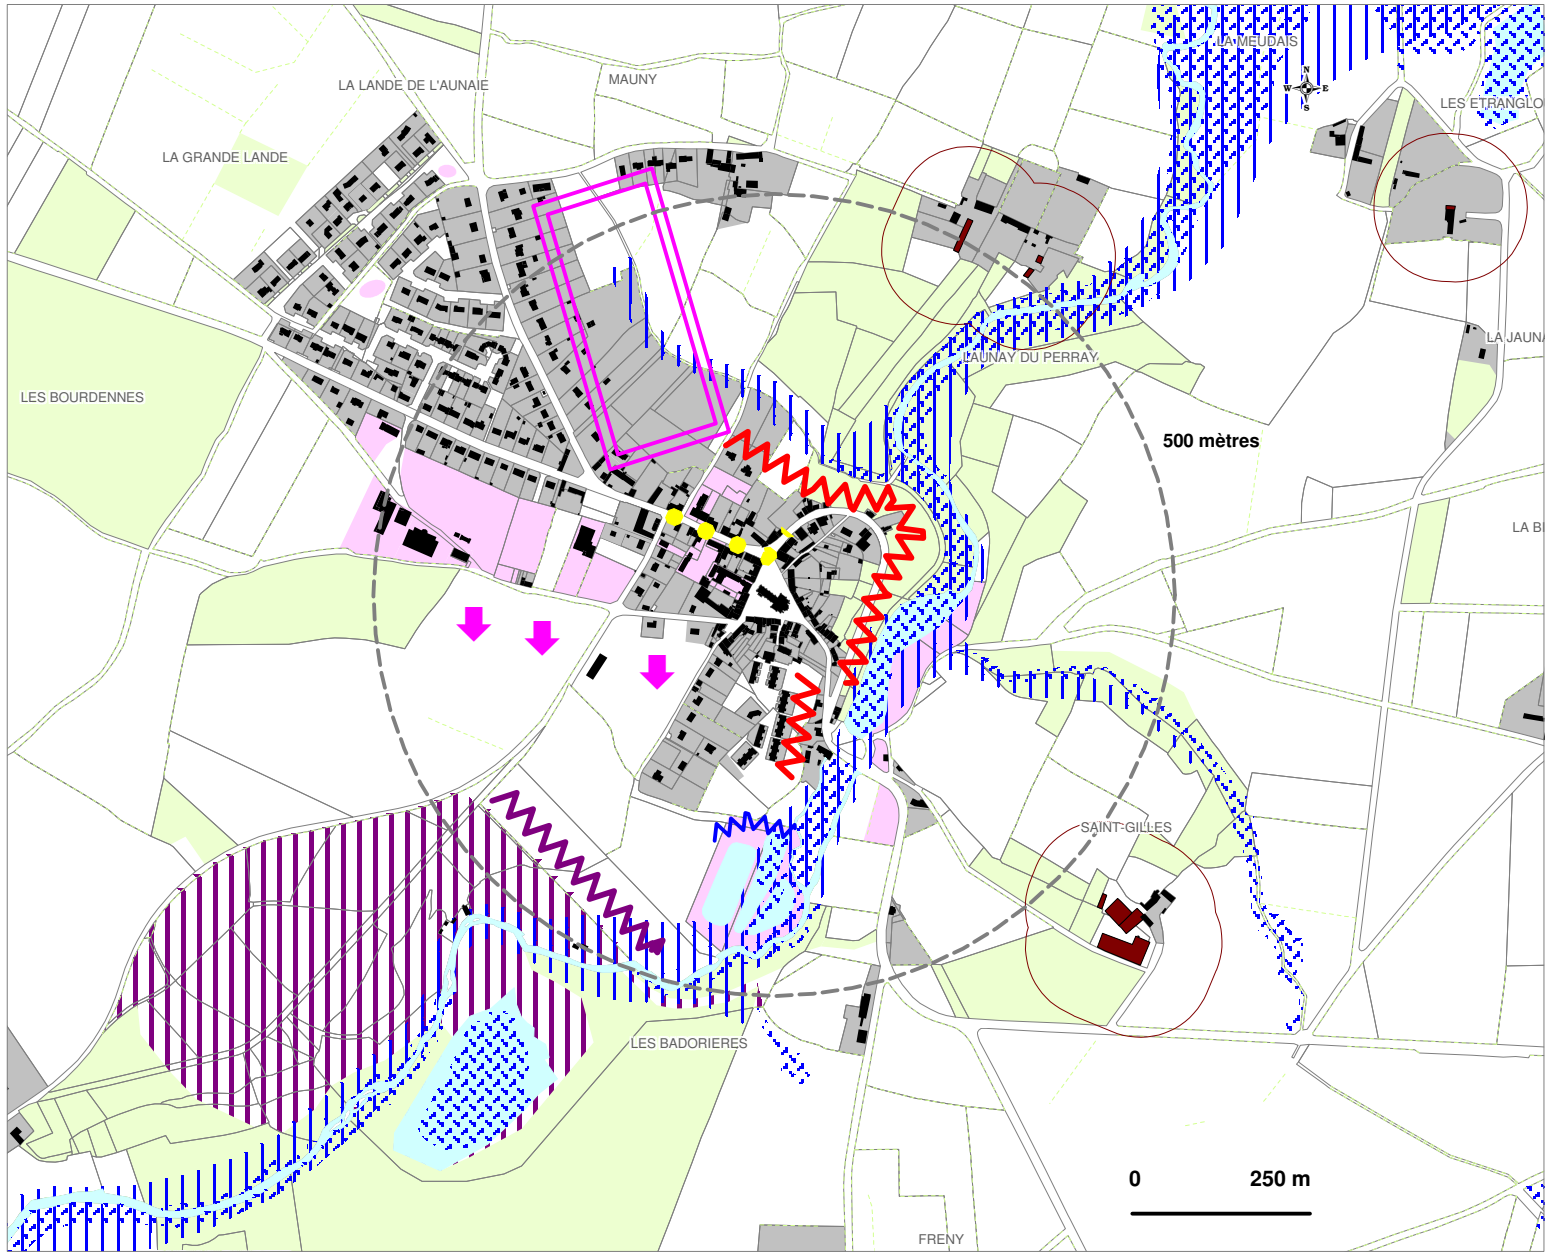 LA MEUDAIS
LA LANDE DE L'AUNAIE
MAUNY
N
W E
S
LES ETRANGLO
LA GRANDE LANDE
LA JAUNA
LAUNAY DU PERRAY
LES BOURDENNES
500 mètres
LA BI
SAINT-GILLES
LES BADORIERES
0 250 m
FRENY